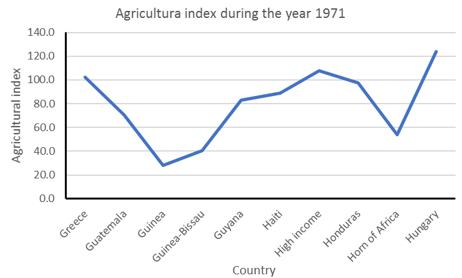 Agricultura index during the year 1971
Agricultural index
140.0
120.0
100.0
80.0
60.0
40.0
20.0
0.0
Greece
Guatemala
Guinea
Guinea-Bissau
Guyana
Haiti
High income
Honduras
Horn of Africa
Hungary
Country